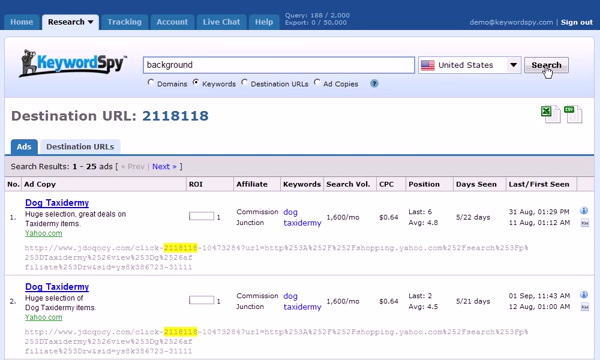 Home Research ▾ Tracking Account Live Chat Help
Query: 188 / 2,000
Export: 0 / 50,000
demo@keywordspy.com | Sign out
KeywordSpy
background
United States
Search
Domains Keywords Destination URLs Ad Copies ?
Destination URL: 2118118
Ads Destination URLs
Search Results: 1 - 25 ads [ « Prev | Next » ]
No. Ad Copy ROI Affiliate Keywords Search Vol. CPC Position Days Seen Last/First Seen
1. Dog Taxidermy
Huge selection, great deals on
Taxidermy items.
Yahoo.com
1 Commission Junction dog taxidermy 1,600/mo $0.64 Last: 6 Avg: 4.8 5/22 days 31 Aug, 01:29 PM 11 Aug, 01:12 AM
http://www.jdoqocy.com/click-2118118-10473284?url=http%253A%252F%252Fshopping.yahoo.com%252Fsearch%253Fp%
253DTaxidermy%2526view%253Dg%2526af
filiate%253Drw&sid=ys8k386723-31111
2. Dog Taxidermy
Huge selection of
Dog Taxidermy items.
Yahoo.com
1 Commission Junction dog taxidermy 1,600/mo $0.64 Last: 2 Avg: 4.5 5/21 days 01 Sep, 11:43 AM 12 Aug, 01:00 AM
http://www.jdoqocy.com/click-2118118-10473284?url=http%253A%252F%252Fshopping.yahoo.com%252Fsearch%253Fp%
253DTaxidermy%2526view%253Dg%2526af
filiate%253Drw&sid=ys8k386723-31111